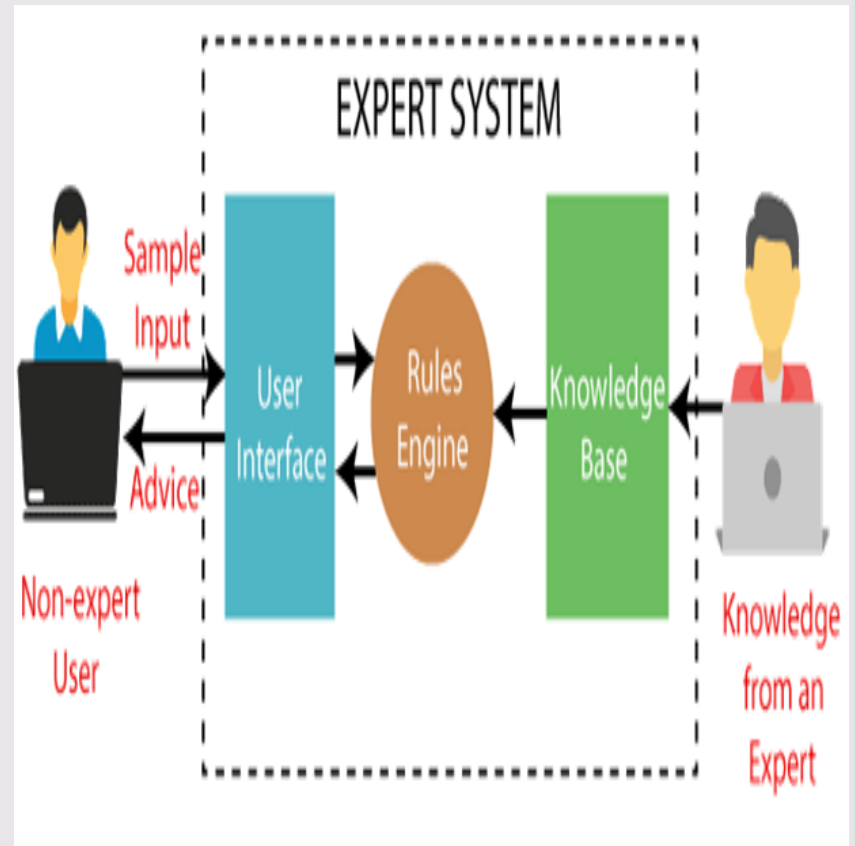 EXPERT SYSTEM
Sample
Input
Advice
Non-expert
User
User
Interface
Rules
Engine
Knowledge
Base
Knowledge
from an
Expert